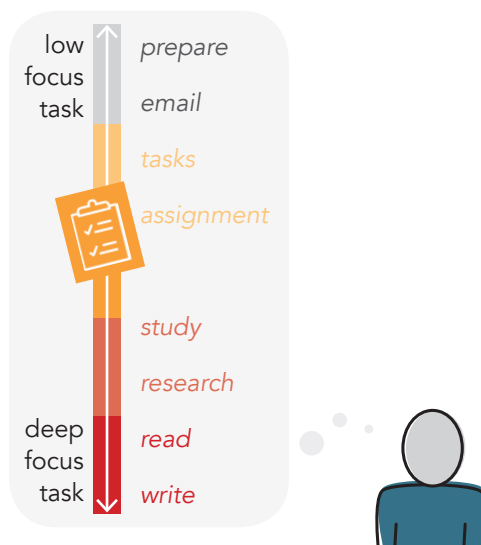 low
focus
task
prepare
email
tasks
assignment
study
research
deep
focus
task
read
write